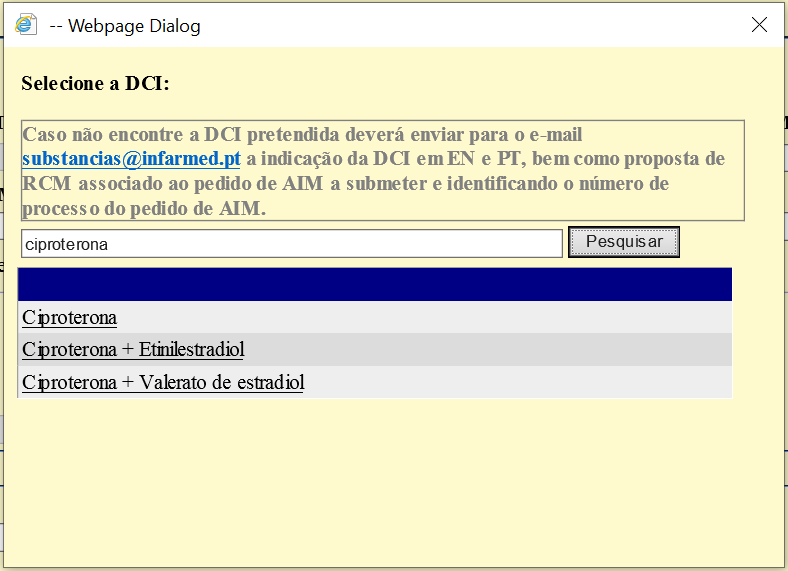 -- Webpage Dialog
Selecione a DCI:
Caso não encontre a DCI pretendida deverá enviar para o e-mail
substancias@infarmed.pt a indicação da DCI em EN e PT, bem como proposta de
RCM associado ao pedido de AIM a submeter e identificando o número de
processo do pedido de AIM.
ciproterona Pesquisar
Ciproterona
Ciproterona + Etinilestradiol
Ciproterona + Valerato de estradiol